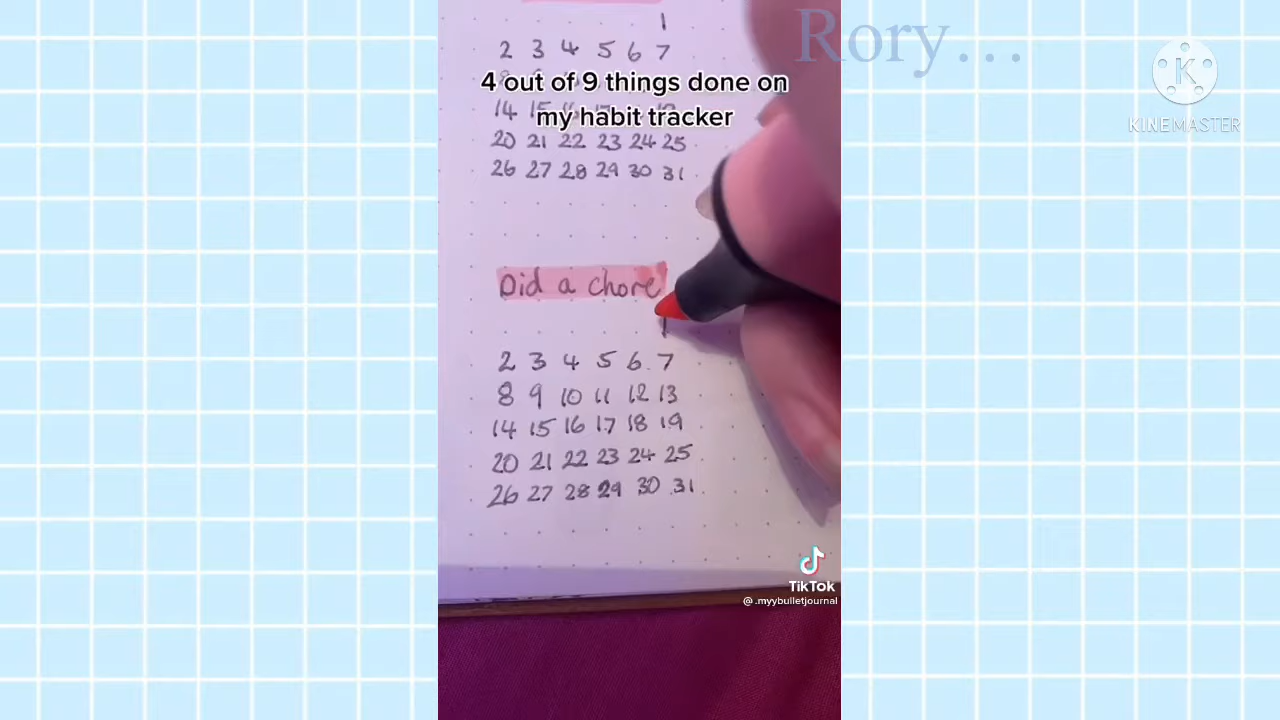 Rory...
KINEMASTER
1
2 3 4 5 6 7
4 out of 9 things done on
my habit tracker
14 15
20 21 22 23 24 25
26 27 28 29 30 31
Did a chore
1
2 3 4 5 6 7
8 9 10 11 12 13
14 15 16 17 18 19
20 21 22 23 24 25
26 27 28 29 30 31
TikTok
@.myybulletjournal